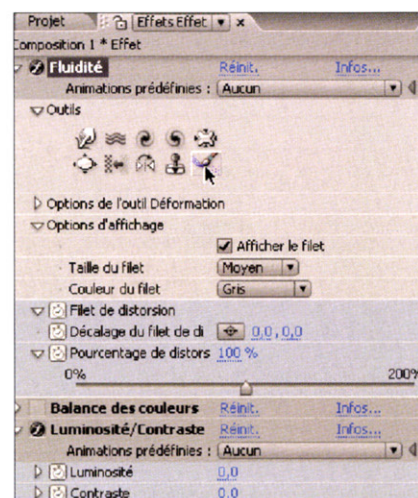 Projet Effets Effet
Composition 1 * Effet
Fluidité Réinit. Infos...
Animations prédéfinies : Aucun
Outils
Options de l'outil Déformation
Options d'affichage
Afficher le filet
Taille du filet Moyen
Couleur du filet Gris
Filet de distorsion
Décalage du filet de di 0,0,0,0
Pourcentage de distors 100 %
0% 200%
Balance des couleurs Réinit. Infos...
Luminosité/Contraste Réinit. Infos...
Animations prédéfinies : Aucun
Luminosité 0,0
Contraste 0,0